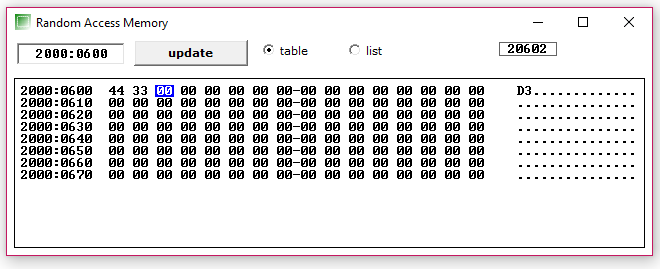 Random Access Memory
2000:0600 update table list 20602
2000:0600 44 33 00 00 00 00 00 00-00 00 00 00 00 00 00 00 D3..............
2000:0610 00 00 00 00 00 00 00 00-00 00 00 00 00 00 00 00 ................
2000:0620 00 00 00 00 00 00 00 00-00 00 00 00 00 00 00 00 ................
2000:0630 00 00 00 00 00 00 00 00-00 00 00 00 00 00 00 00 ................
2000:0640 00 00 00 00 00 00 00 00-00 00 00 00 00 00 00 00 ................
2000:0650 00 00 00 00 00 00 00 00-00 00 00 00 00 00 00 00 ................
2000:0660 00 00 00 00 00 00 00 00-00 00 00 00 00 00 00 00 ................
2000:0670 00 00 00 00 00 00 00 00-00 00 00 00 00 00 00 00 ................